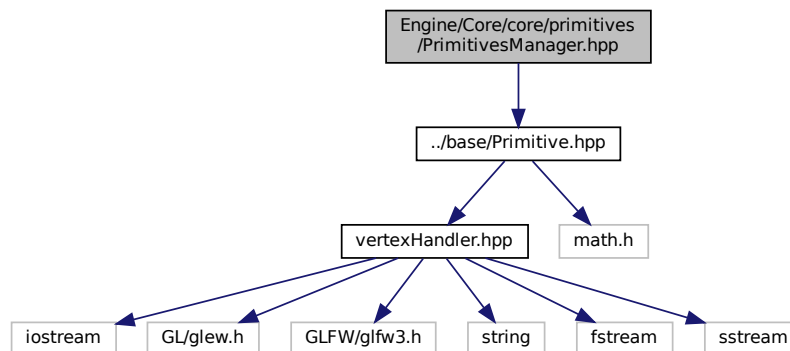 Engine/Core/core/primitives
/PrimitivesManager.hpp
../base/Primitive.hpp
vertexHandler.hpp
math.h
iostream
GL/glew.h
GLFW/glfw3.h
string
fstream
sstream